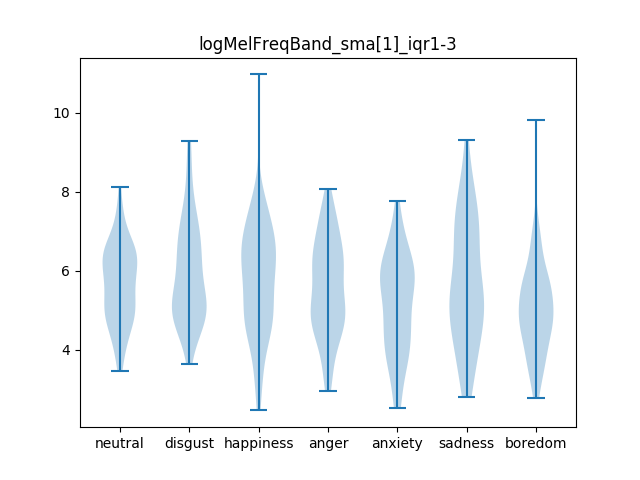 logMelFreqBand_sma[1]_iqr1-3
10
8
6
4
neutral disgust happiness anger anxiety sadness boredom